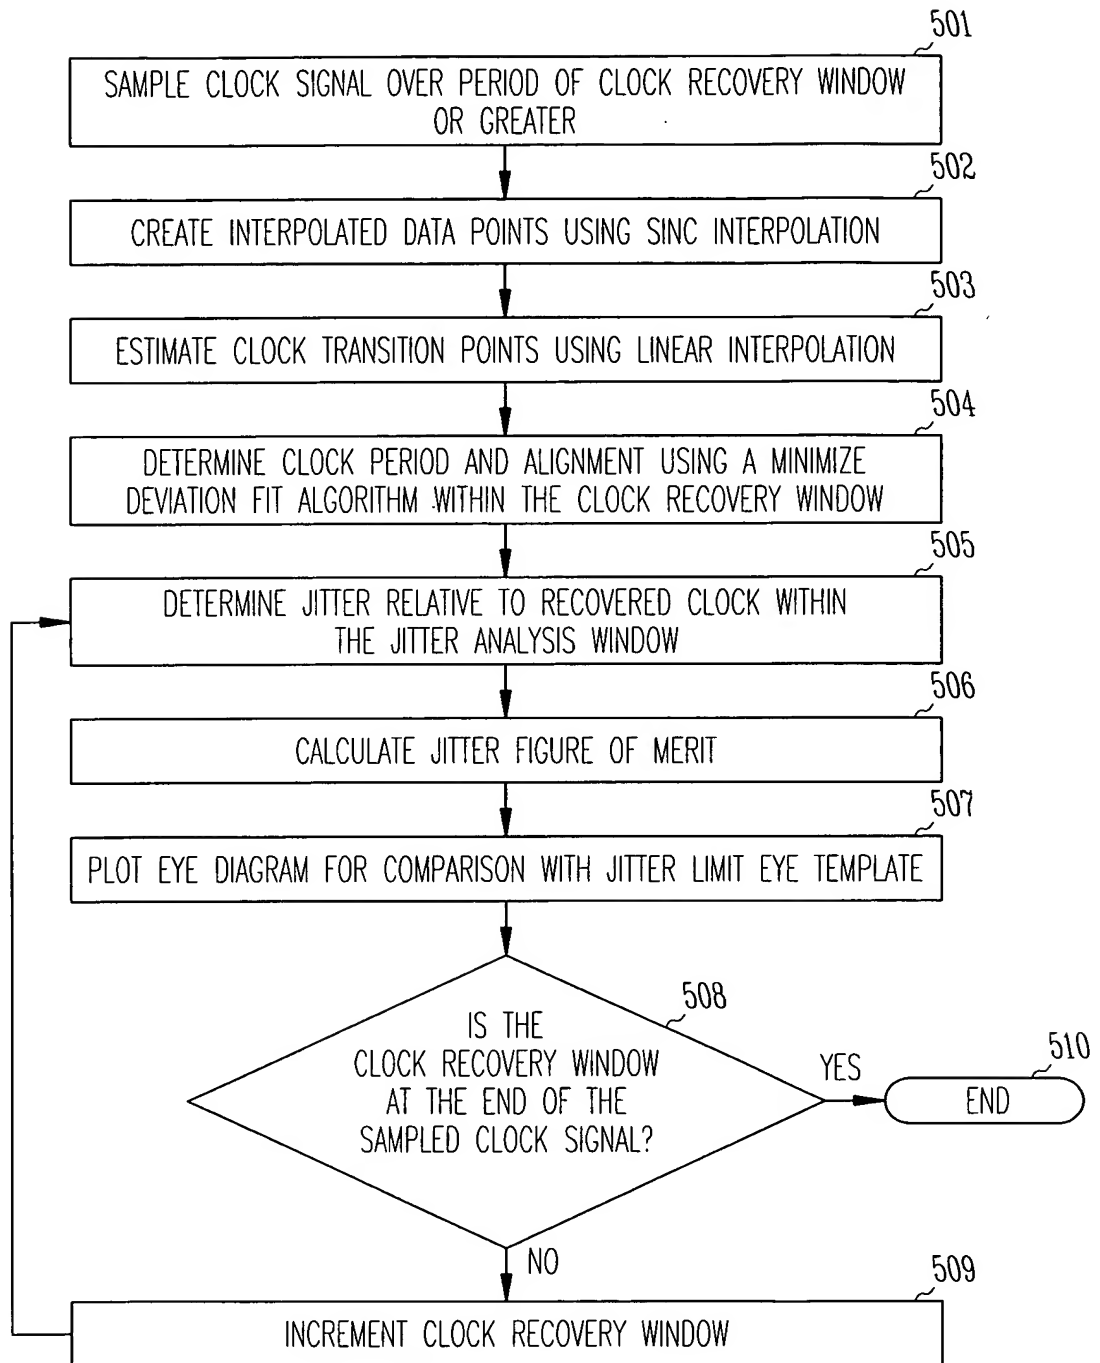 501
SAMPLE CLOCK SIGNAL OVER PERIOD OF CLOCK RECOVERY WINDOW
OR GREATER
502
CREATE INTERPOLATED DATA POINTS USING SINC INTERPOLATION
503
ESTIMATE CLOCK TRANSITION POINTS USING LINEAR INTERPOLATION
504
DETERMINE CLOCK PERIOD AND ALIGNMENT USING A MINIMIZE
DEVIATION FIT ALGORITHM WITHIN THE CLOCK RECOVERY WINDOW
505
DETERMINE JITTER RELATIVE TO RECOVERED CLOCK WITHIN
THE JITTER ANALYSIS WINDOW
506
CALCULATE JITTER FIGURE OF MERIT
507
PLOT EYE DIAGRAM FOR COMPARISON WITH JITTER LIMIT EYE TEMPLATE
508
IS THE
CLOCK RECOVERY WINDOW
AT THE END OF THE
SAMPLED CLOCK SIGNAL?
YES
510
END
NO
509
INCREMENT CLOCK RECOVERY WINDOW